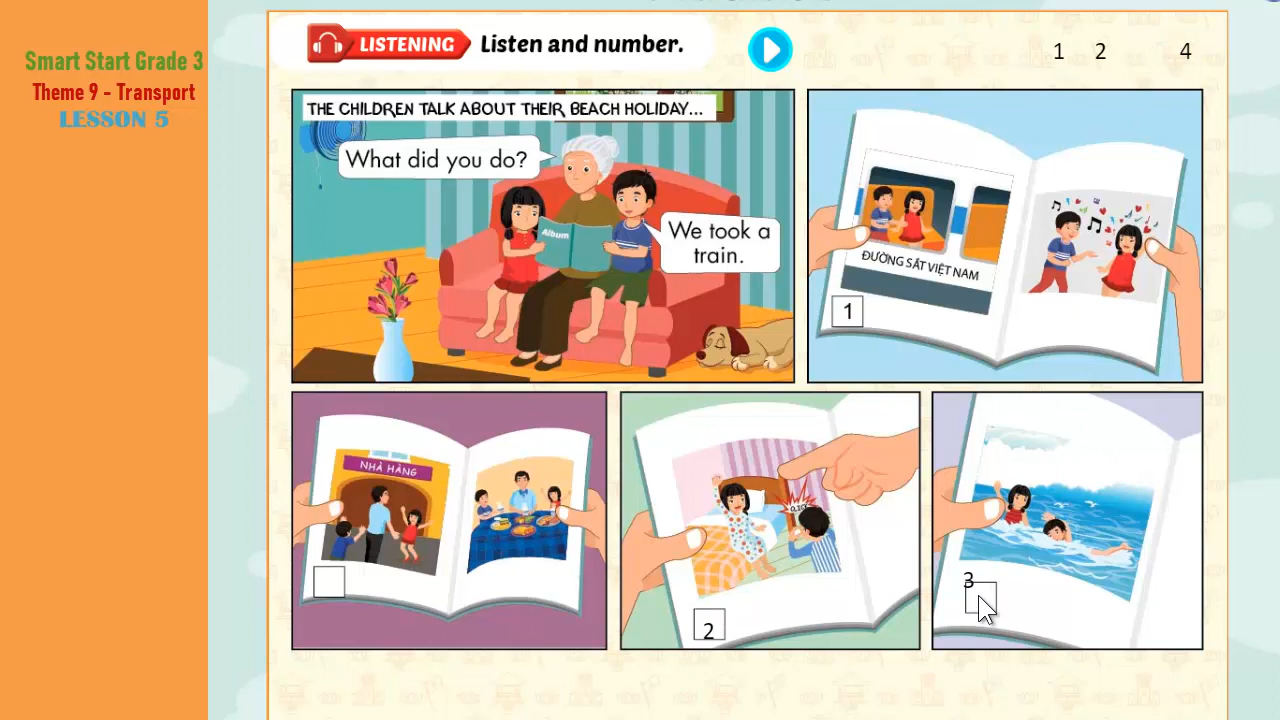 Smart Start Grade 3
Theme 9 - Transport
LESSON 5
LISTENING Listen and number.
1 2 4
THE CHILDREN TALK ABOUT THEIR BEACH HOLIDAY...
What did you do?
Album
We took a
train.
ĐƯỜNG SẮT VIỆT NAM
1
NHÀ HÀNG
2
3